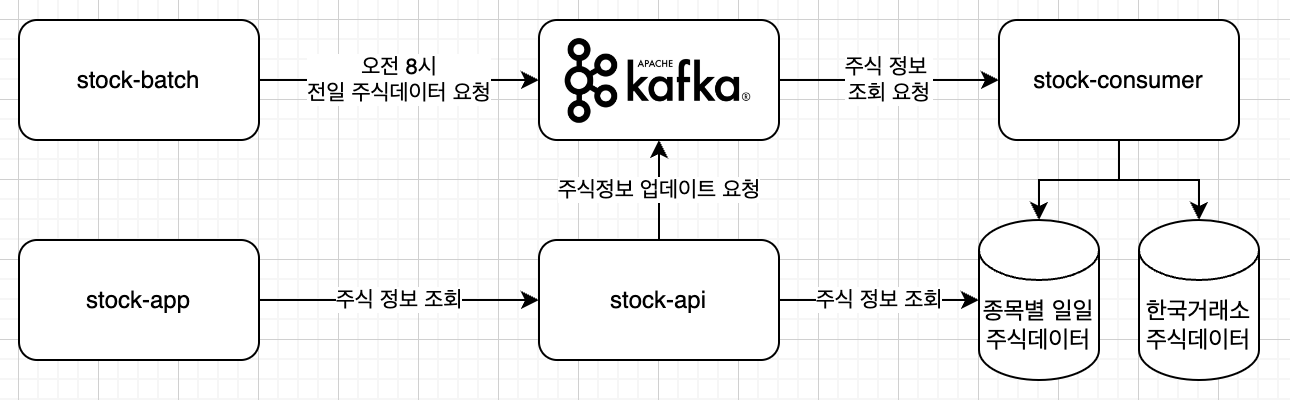 stock-batch
오전 8시
전일 주식데이터 요청
APACHE
kafka®
주식 정보
조회 요청
stock-consumer
주식정보 업데이트 요청
stock-app
주식 정보 조회
stock-api
주식 정보 조회
종목별 일일
주식데이터
한국거래소
주식데이터